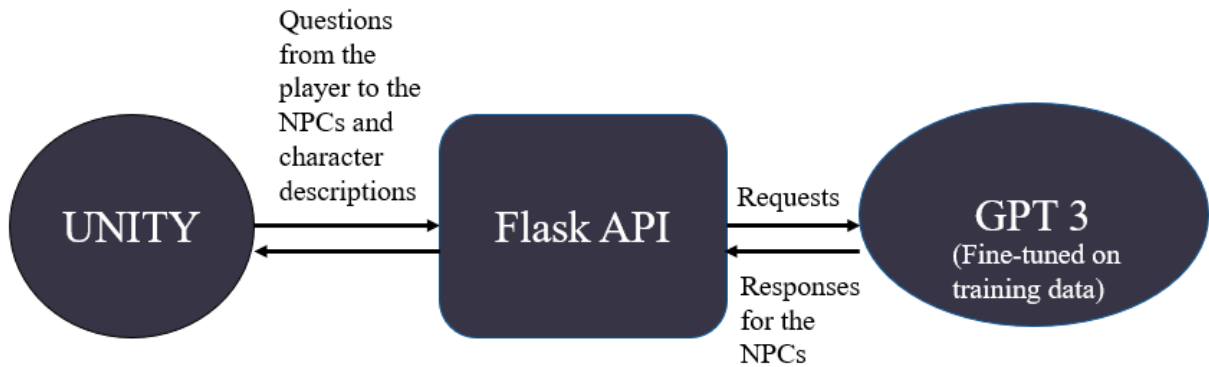 Questions
from the
player to the
NPCs and
character
descriptions
UNITY
Flask API
Requests
GPT 3
(Fine-tuned on
training data)
Responses
for the
NPCs